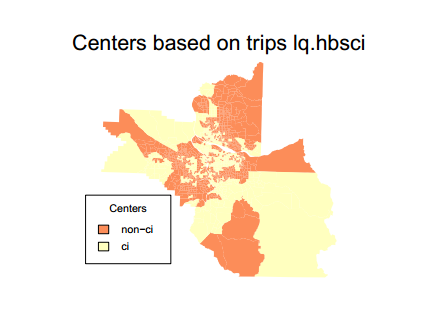 Centers based on trips lq.hbsci
Centers
non−ci
ci